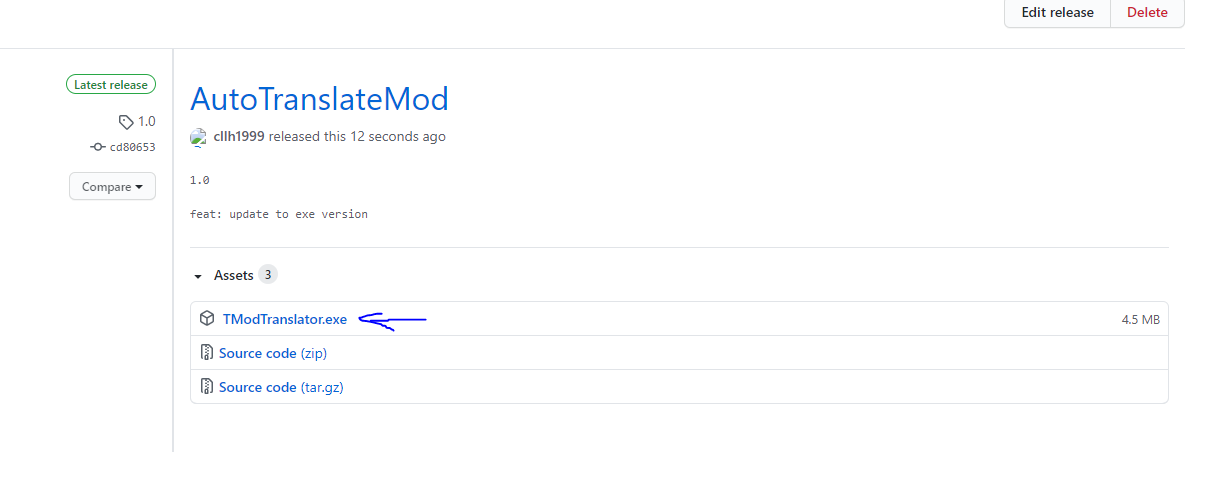 Edit release
Delete
Latest release
1.0
cd80653
Compare
AutoTranslateMod
cllh1999 released this 12 seconds ago
1.0
feat: update to exe version
Assets 3
TModTranslator.exe
4.5 MB
Source code (zip)
Source code (tar.gz)